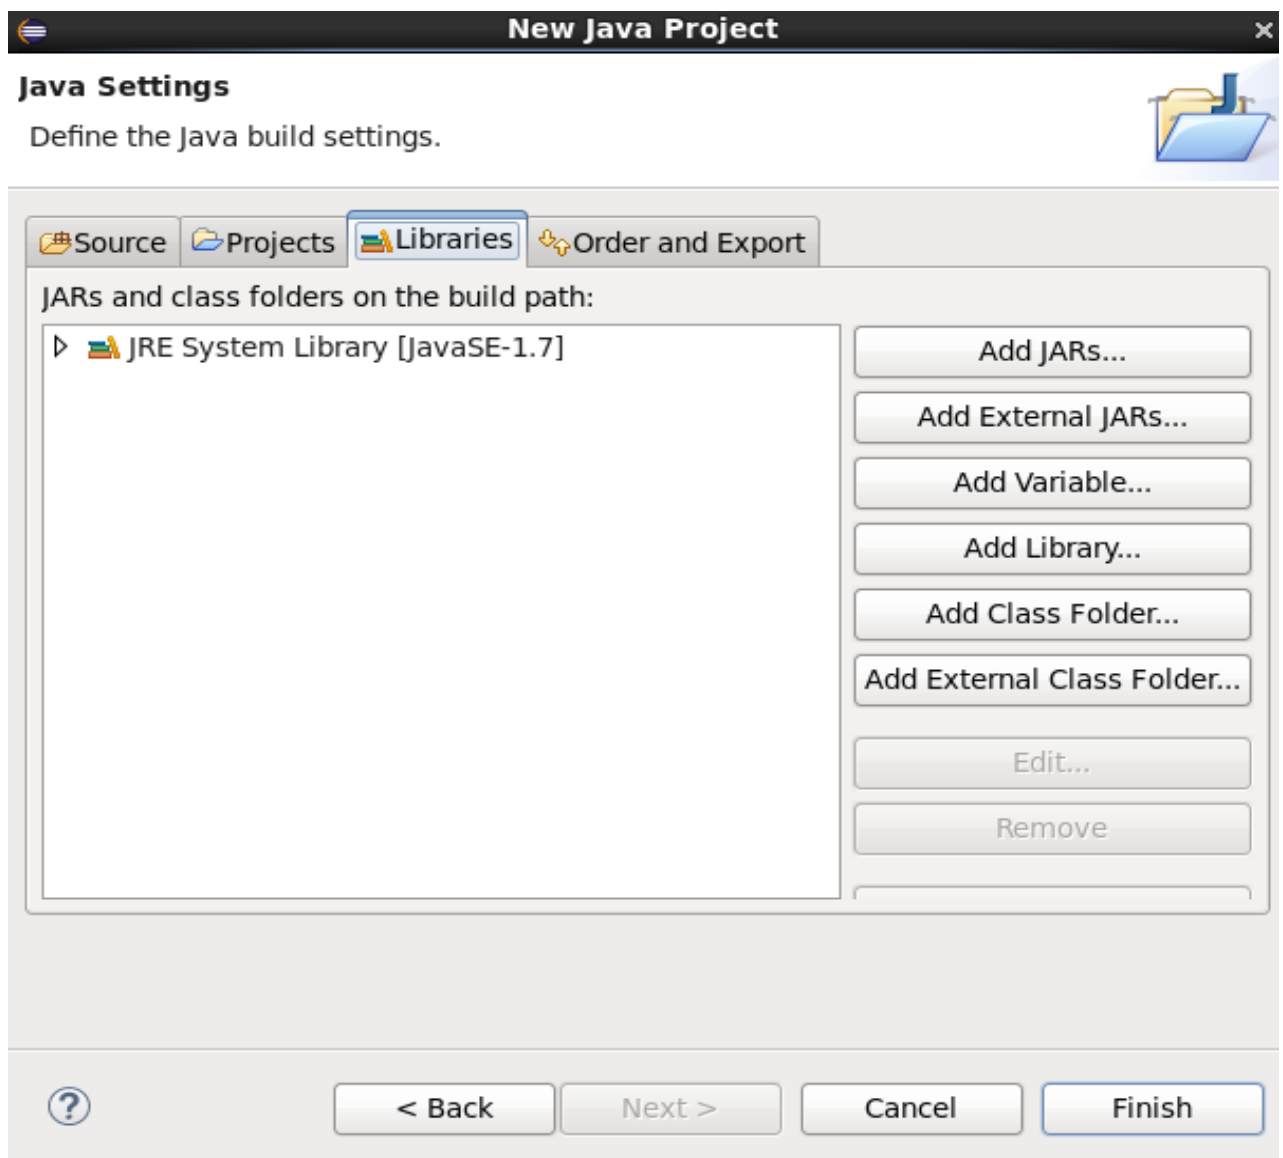 New Java Project
Java Settings
Define the Java build settings.
Source Projects Libraries Order and Export
JARs and class folders on the build path:
JRE System Library [JavaSE-1.7]
Add JARs...
Add External JARs...
Add Variable...
Add Library...
Add Class Folder...
Add External Class Folder...
Edit...
Remove
? < Back Next > Cancel Finish